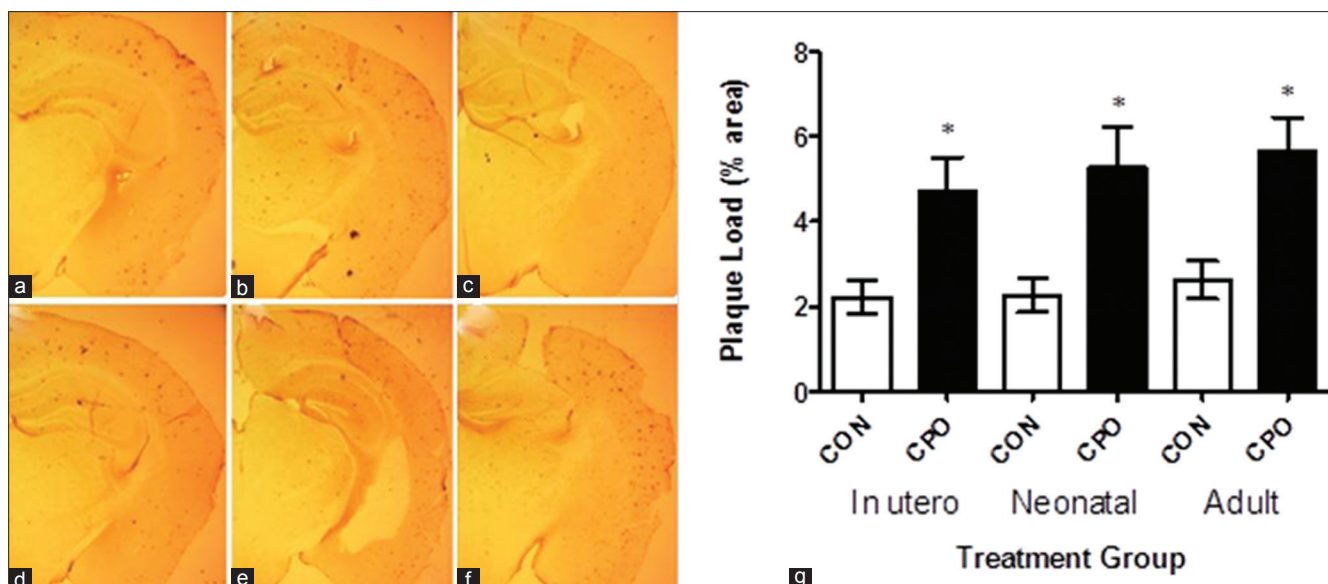 a
b
c
d
e
f
Plaque Load (% area)
8
6
4
2
0
*
*
*
CON CPO CON CPO CON CPO
In utero Neonatal Adult
Treatment Group
g